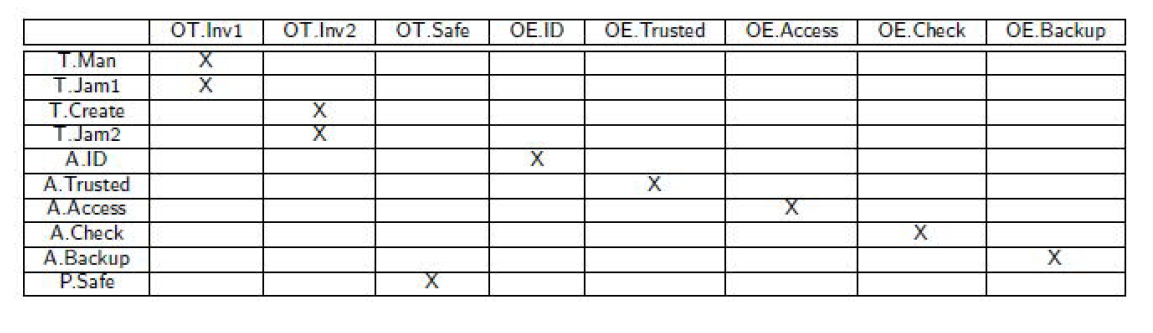 OT.Inv1 OT.Inv2 OT.Safe OE.ID OE.Trusted OE.Access OE.Check OE.Backup
T.Man X
T.Jam1 X
T.Create X
T.Jam2 X
A.ID X
A.Trusted X
A.Access X
A.Check X
A.Backup X
P.Safe X